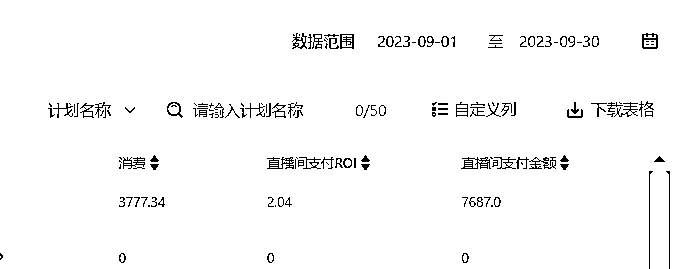 数据范围 2023-09-01 至 2023-09-30
计划名称 请输入计划名称 0/50 自定义列 下载表格
消费 直播间支付ROI 直播间支付金额
3777.34 2.04 7687.0
0 0 0